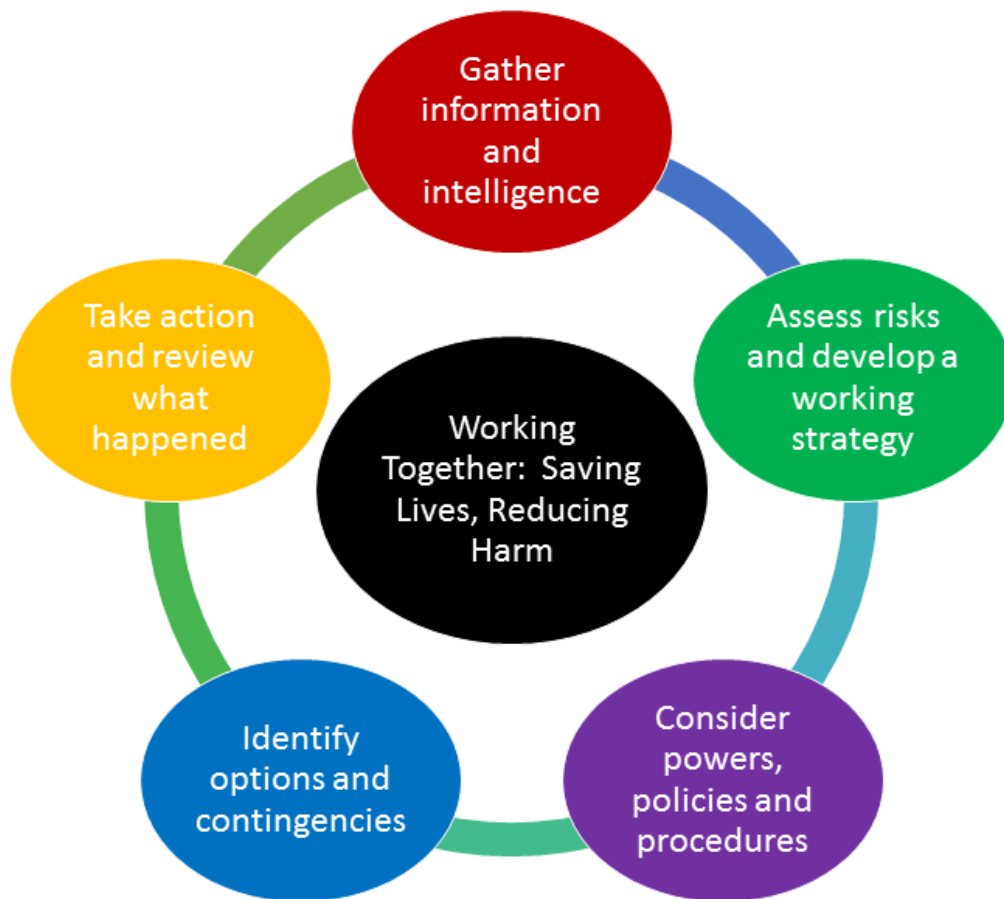 Gather
information
and
intelligence
Assess risks
and develop a
working
strategy
Consider
powers,
policies and
procedures
Identify
options and
contingencies
Take action
and review
what
happened
Working
Together:  Saving
Lives, Reducing
Harm